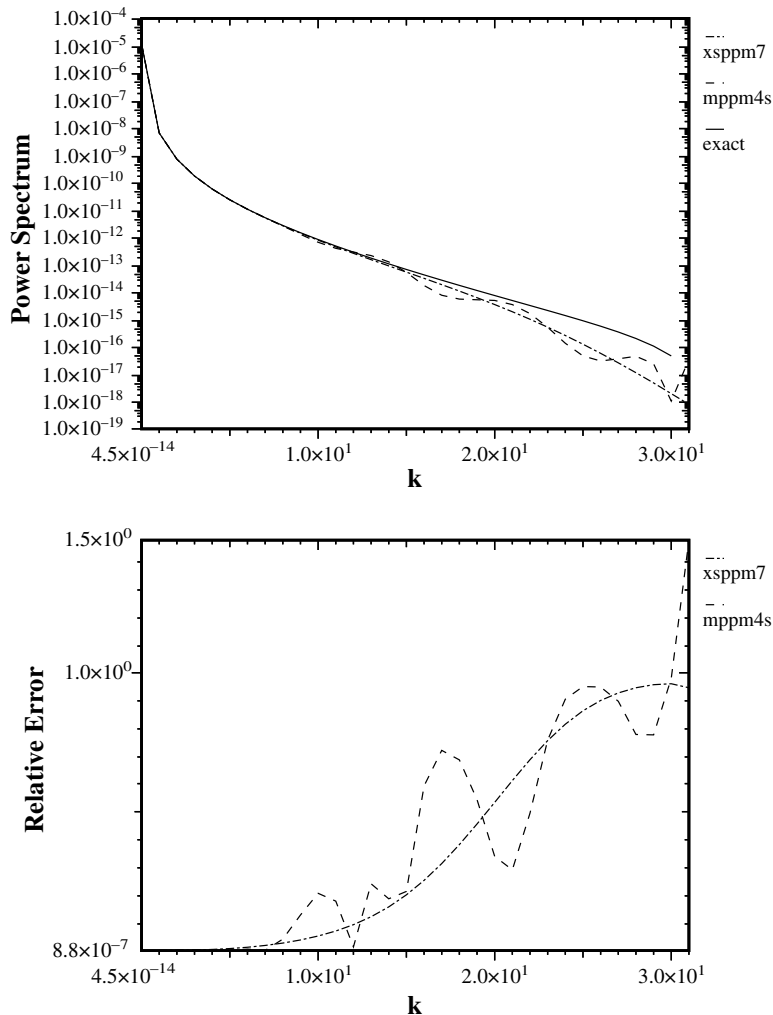 1.0×10⁻⁴
1.0×10⁻⁵
1.0×10⁻⁶
1.0×10⁻⁷
1.0×10⁻⁸
1.0×10⁻⁹
1.0×10⁻¹⁰
1.0×10⁻¹¹
1.0×10⁻¹²
1.0×10⁻¹³
1.0×10⁻¹⁴
1.0×10⁻¹⁵
1.0×10⁻¹⁶
1.0×10⁻¹⁷
1.0×10⁻¹⁸
1.0×10⁻¹⁹
Power Spectrum
4.5×10⁻¹⁴ 1.0×10¹ 2.0×10¹ 3.0×10¹
k
xsppm7
mppm4s
exact
1.5×10⁰
1.0×10⁰
8.8×10⁻⁷
Relative Error
4.5×10⁻¹⁴ 1.0×10¹ 2.0×10¹ 3.0×10¹
k
xsppm7
mppm4s